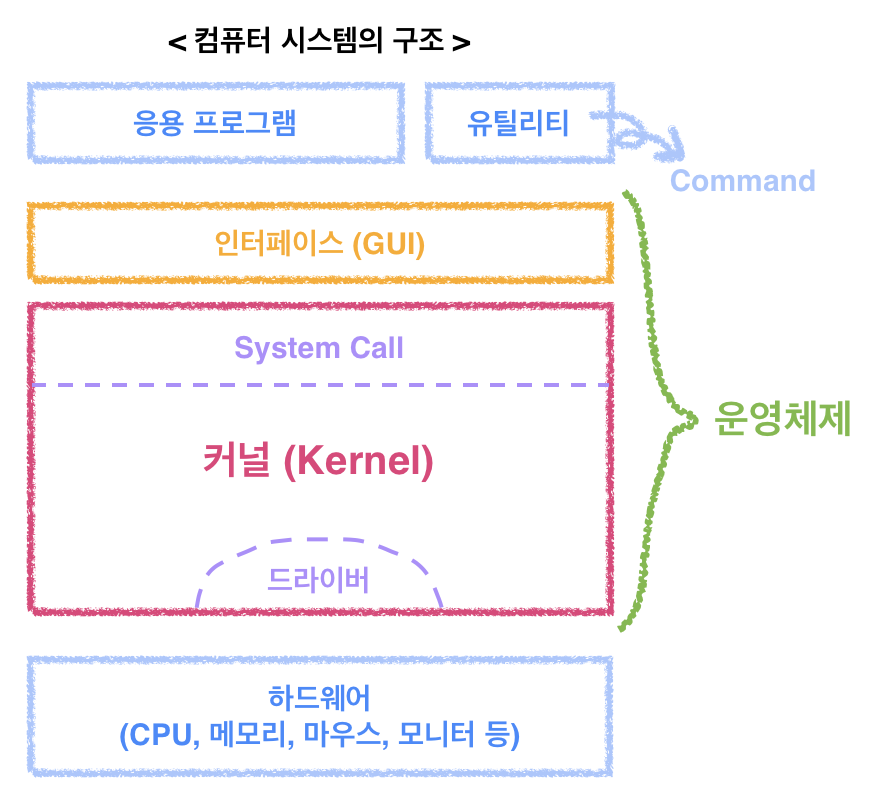 < 컴퓨터 시스템의 구조 >
응용 프로그램
유틸리티
Command
인터페이스 (GUI)
System Call
커널 (Kernel)
운영체제
드라이버
하드웨어
(CPU, 메모리, 마우스, 모니터 등)